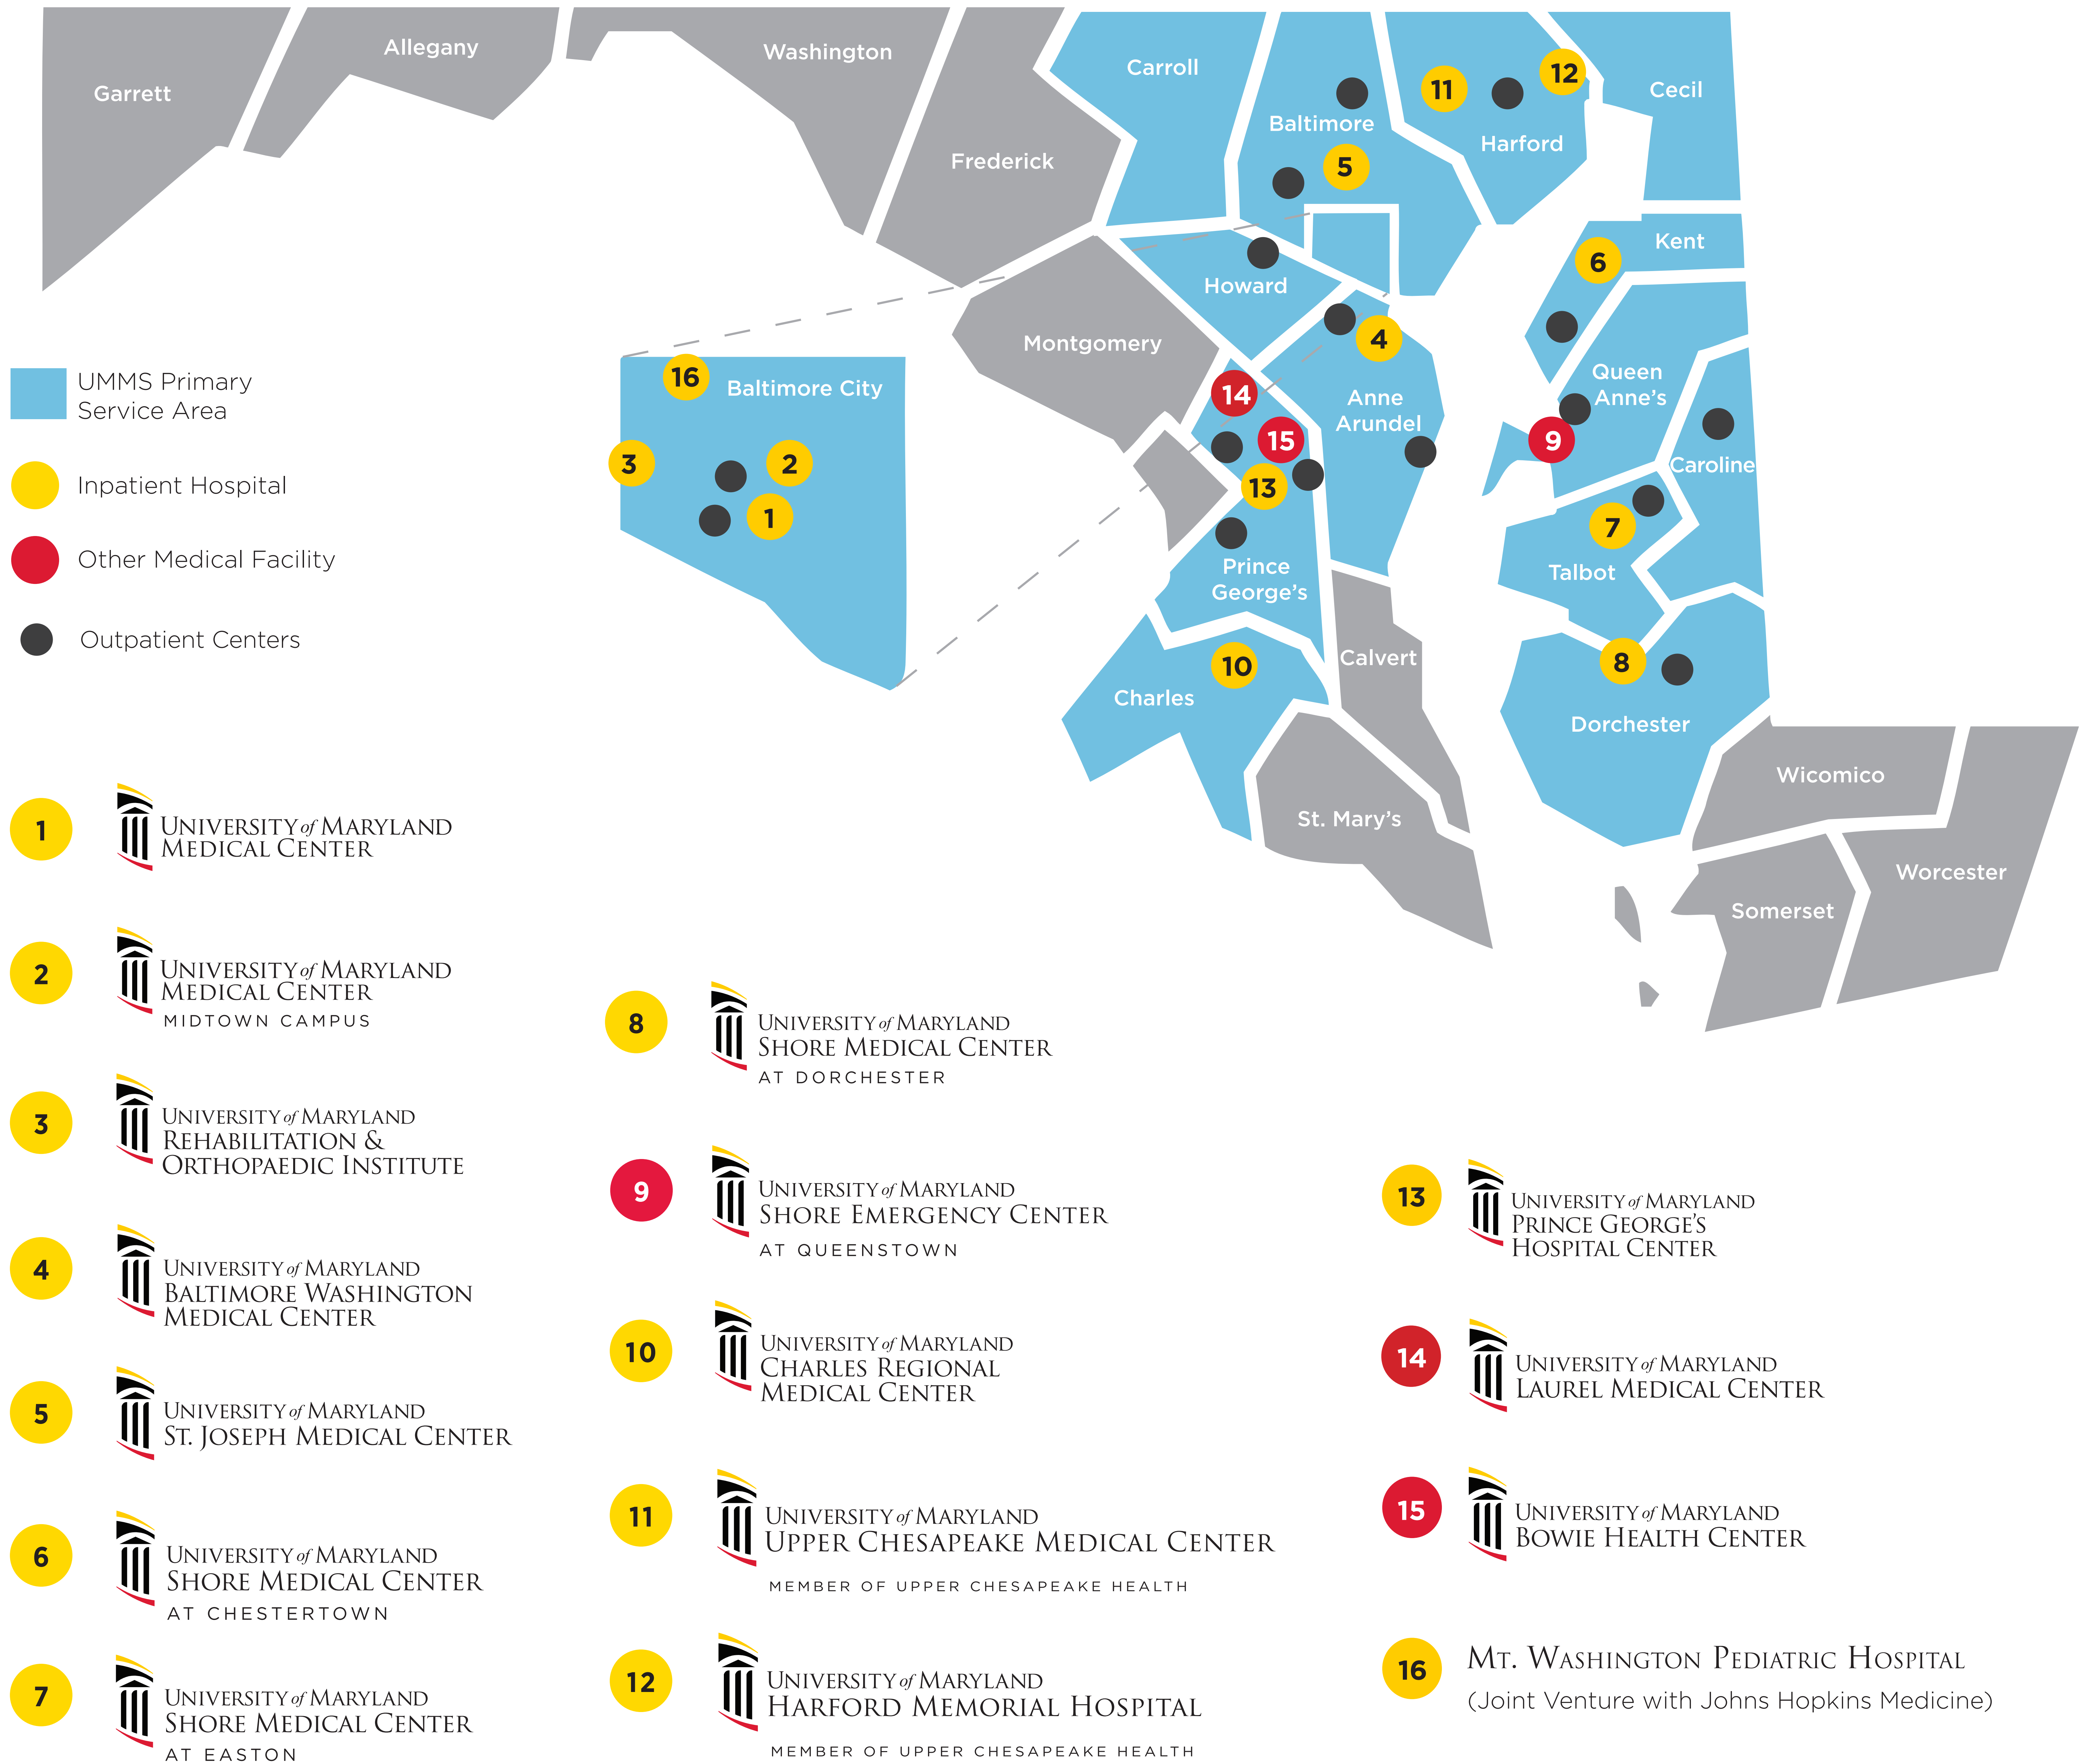 Garrett
Allegany
Washington
Frederick
Carroll
Baltimore
Harford
Cecil
11
12
5
Kent
6
Howard
Montgomery
4
Anne
Arundel
Queen
Anne's
9
Caroline
14
15
13
Prince
George's
7
Talbot
8
Dorchester
10
Charles
Calvert
St. Mary's
Wicomico
Worcester
Somerset
16
Baltimore City
3
2
1
UMMS Primary
Service Area
Inpatient Hospital
Other Medical Facility
Outpatient Centers
1
UNIVERSITY of MARYLAND
MEDICAL CENTER
2
UNIVERSITY of MARYLAND
MEDICAL CENTER
MIDTOWN CAMPUS
3
UNIVERSITY of MARYLAND
REHABILITATION &
ORTHOPAEDIC INSTITUTE
4
UNIVERSITY of MARYLAND
BALTIMORE WASHINGTON
MEDICAL CENTER
5
UNIVERSITY of MARYLAND
ST. JOSEPH MEDICAL CENTER
6
UNIVERSITY of MARYLAND
SHORE MEDICAL CENTER
AT CHESTERTOWN
7
UNIVERSITY of MARYLAND
SHORE MEDICAL CENTER
AT EASTON
8
UNIVERSITY of MARYLAND
SHORE MEDICAL CENTER
AT DORCHESTER
9
UNIVERSITY of MARYLAND
SHORE EMERGENCY CENTER
AT QUEENSTOWN
10
UNIVERSITY of MARYLAND
CHARLES REGIONAL
MEDICAL CENTER
11
UNIVERSITY of MARYLAND
UPPER CHESAPEAKE MEDICAL CENTER
MEMBER OF UPPER CHESAPEAKE HEALTH
12
UNIVERSITY of MARYLAND
HARFORD MEMORIAL HOSPITAL
MEMBER OF UPPER CHESAPEAKE HEALTH
13
UNIVERSITY of MARYLAND
PRINCE GEORGE'S
HOSPITAL CENTER
14
UNIVERSITY of MARYLAND
LAUREL MEDICAL CENTER
15
UNIVERSITY of MARYLAND
BOWIE HEALTH CENTER
16
MT. WASHINGTON PEDIATRIC HOSPITAL
(Joint Venture with Johns Hopkins Medicine)